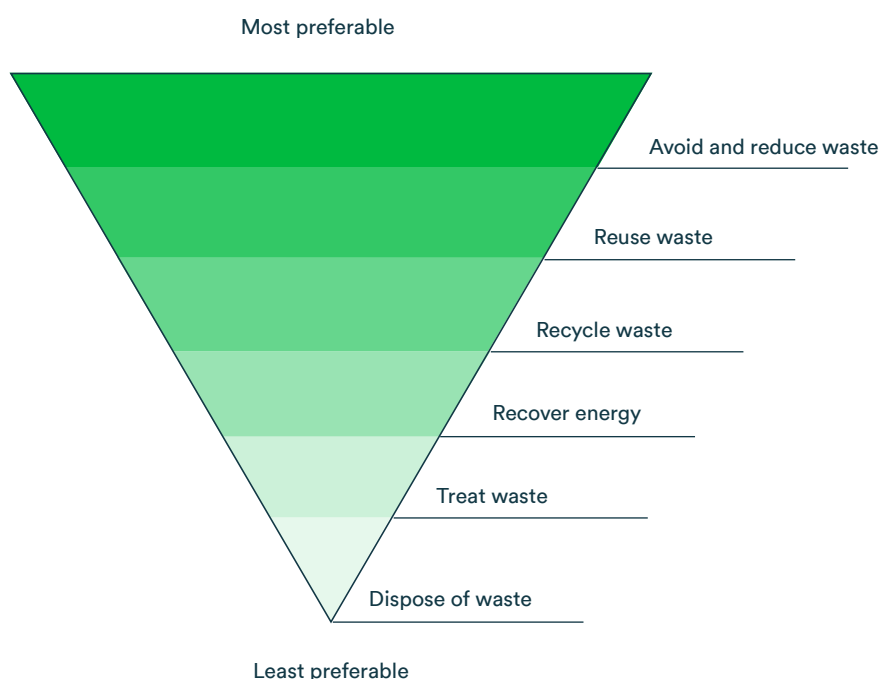 Most preferable
Avoid and reduce waste
Reuse waste
Recycle waste
Recover energy
Treat waste
Dispose of waste
Least preferable